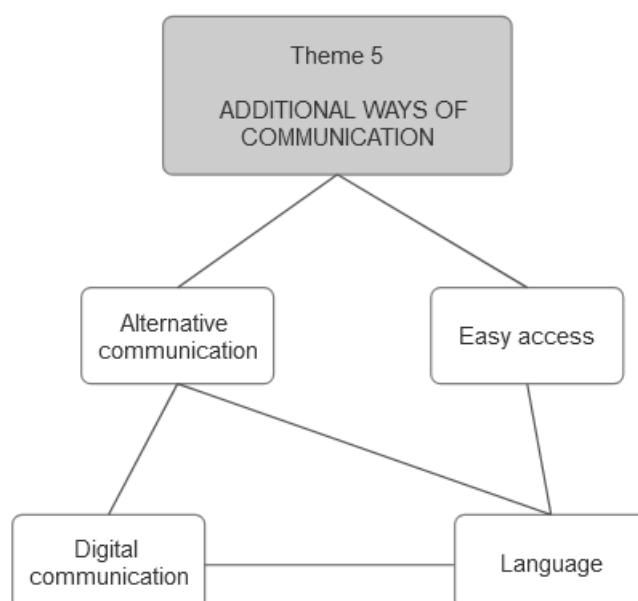 Theme 5
ADDITIONAL WAYS OF
COMMUNICATION
Alternative
communication
Easy access
Digital
communication
Language